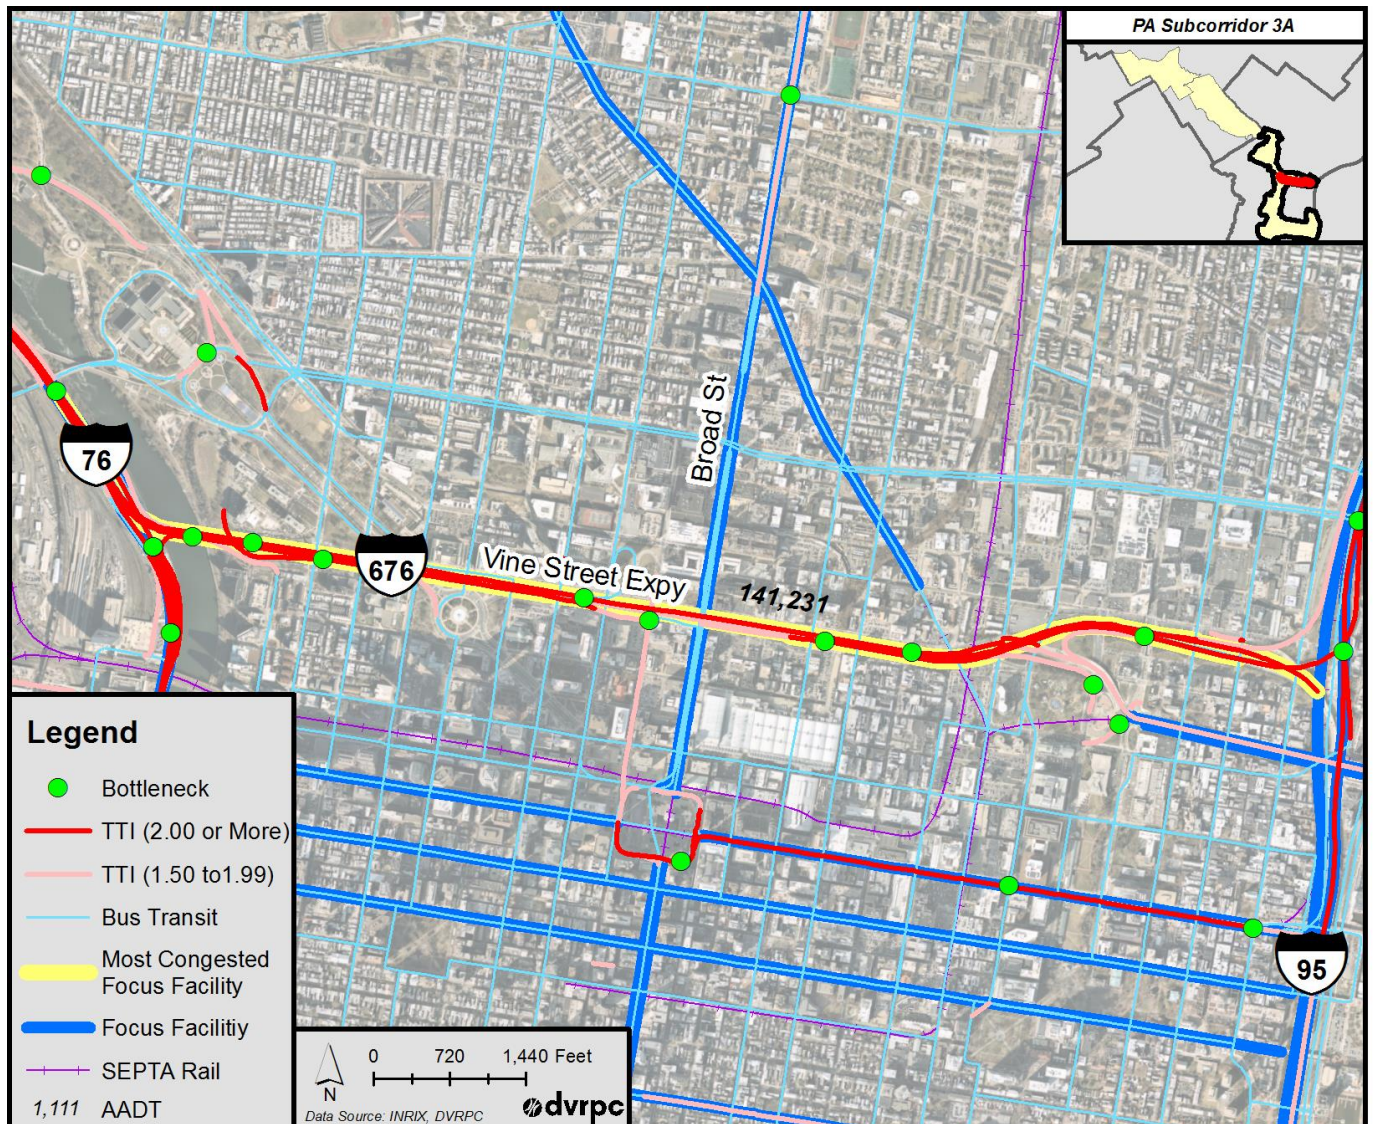 PA Subcorridor 3A
Broad St
76
676
Vine Street Expy
141,231
95
Legend
Bottleneck
TTI (2.00 or More)
TTI (1.50 to1.99)
Bus Transit
Most Congested
Focus Facility
Focus Facilitiy
SEPTA Rail
1,111 AADT
N
0 720 1,440 Feet
Data Source: INRIX, DVRPC
dvrpc